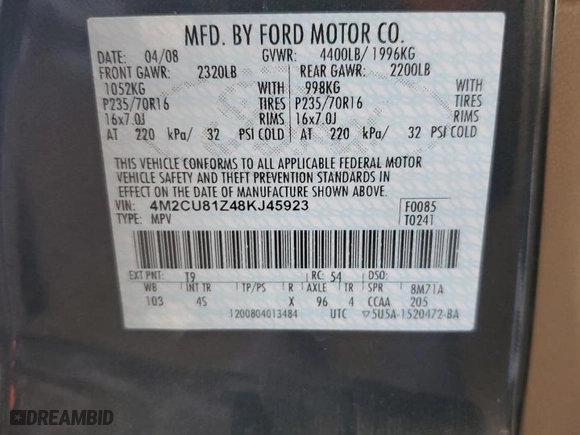 MFD. BY FORD MOTOR CO.
DATE: 04/08 GVWR: 4400LB/ 1996KG
FRONT GAWR: 2320LB REAR GAWR: 2200LB
1052KG WITH 998KG WITH
P235/70R16 TIRES P235/70R16 TIRES
16x7.0J RIMS 16x7.0J RIMS
AT 220 kPa/ 32 PSI COLD AT 220 kPa/ 32 PSI COLD
THIS VEHICLE CONFORMS TO ALL APPLICABLE FEDERAL MOTOR
VEHICLE SAFETY AND THEFT PREVENTION STANDARDS IN
EFFECT ON THE DATE OF MANUFACTURE SHOWN ABOVE.
VIN: 4M2CU81Z48KJ45923 F0085
TYPE: MPV T0241
EXT PNT: T9 RC: 54 DSO:
WB INT TR TP/PS R AXLE TR SPR 8M71A
103 4S X 96 4 CCAA 205
1200804013484 UTC ▽5U5A-1520472-BA
DREAMBID